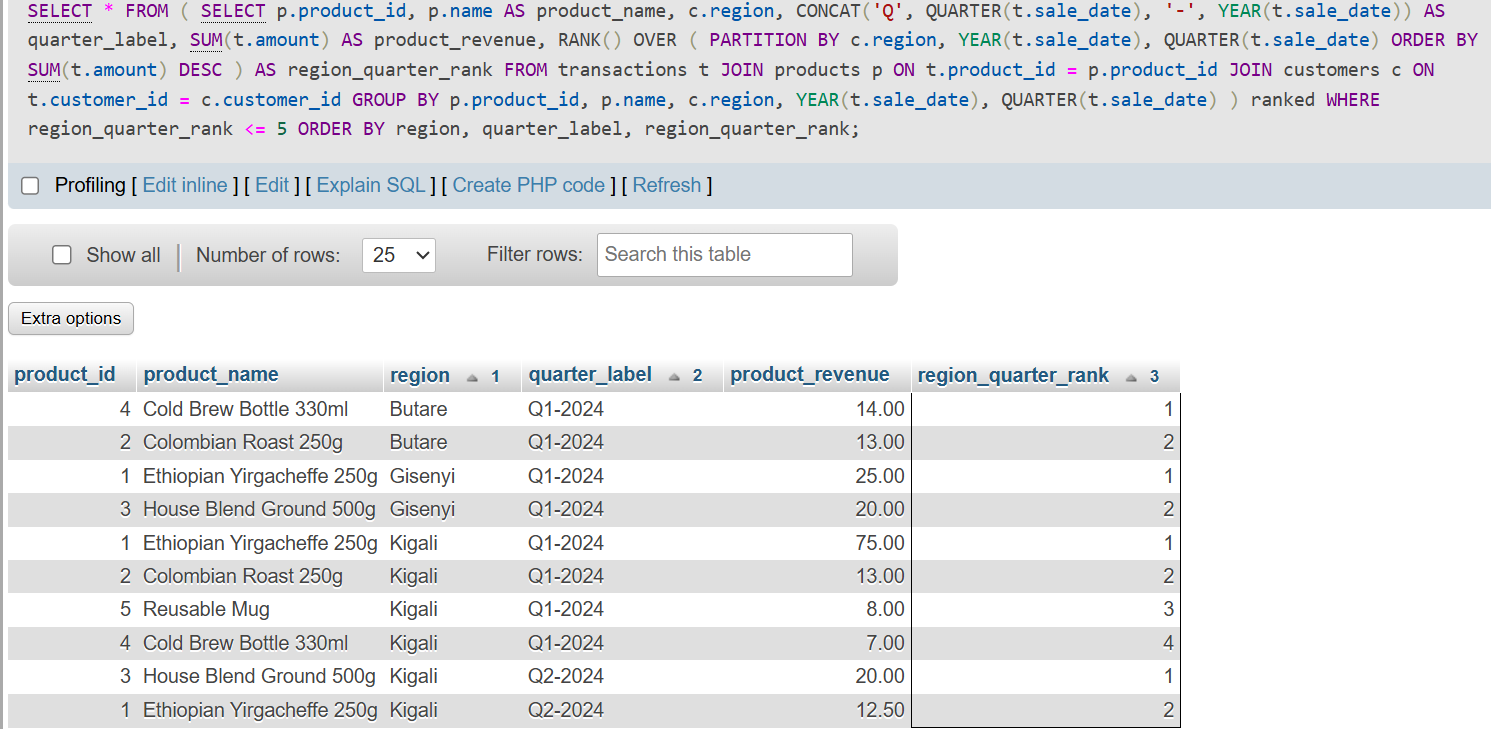 SELECT * FROM ( SELECT p.product_id, p.name AS product_name, c.region, CONCAT('Q', QUARTER(t.sale_date), '-', YEAR(t.sale_date)) AS
quarter_label, SUM(t.amount) AS product_revenue, RANK() OVER ( PARTITION BY c.region, YEAR(t.sale_date), QUARTER(t.sale_date) ORDER BY
SUM(t.amount) DESC ) AS region_quarter_rank FROM transactions t JOIN products p ON t.product_id = p.product_id JOIN customers c ON
t.customer_id = c.customer_id GROUP BY p.product_id, p.name, c.region, YEAR(t.sale_date), QUARTER(t.sale_date) ) ranked WHERE
region_quarter_rank <= 5 ORDER BY region, quarter_label, region_quarter_rank;
Profiling [ Edit inline ] [ Edit ] [ Explain SQL ] [ Create PHP code ] [ Refresh ]
Show all Number of rows: 25 Filter rows: Search this table
Extra options
product_id product_name region 1 quarter_label 2 product_revenue region_quarter_rank 3
4 Cold Brew Bottle 330ml Butare Q1-2024 14.00 1
2 Colombian Roast 250g Butare Q1-2024 13.00 2
1 Ethiopian Yirgacheffe 250g Gisenyi Q1-2024 25.00 1
3 House Blend Ground 500g Gisenyi Q1-2024 20.00 2
1 Ethiopian Yirgacheffe 250g Kigali Q1-2024 75.00 1
2 Colombian Roast 250g Kigali Q1-2024 13.00 2
5 Reusable Mug Kigali Q1-2024 8.00 3
4 Cold Brew Bottle 330ml Kigali Q1-2024 7.00 4
3 House Blend Ground 500g Kigali Q2-2024 20.00 1
1 Ethiopian Yirgacheffe 250g Kigali Q2-2024 12.50 2